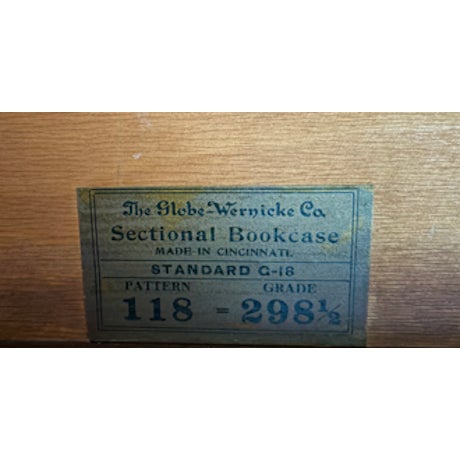 The Globe-Wernicke Co.
Sectional Bookcase
MADE IN CINCINNATI.
STANDARD G-18
PATTERN GRADE
118 = 298½